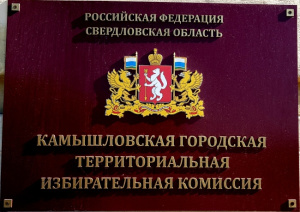 РОССИЙСКАЯ ФЕДЕРАЦИЯ
СВЕРДЛОВСКАЯ ОБЛАСТЬ
КАМЫШЛОВСКАЯ ГОРОДСКАЯ
ТЕРРИТОРИАЛЬНАЯ
ИЗБИРАТЕЛЬНАЯ КОМИССИЯ